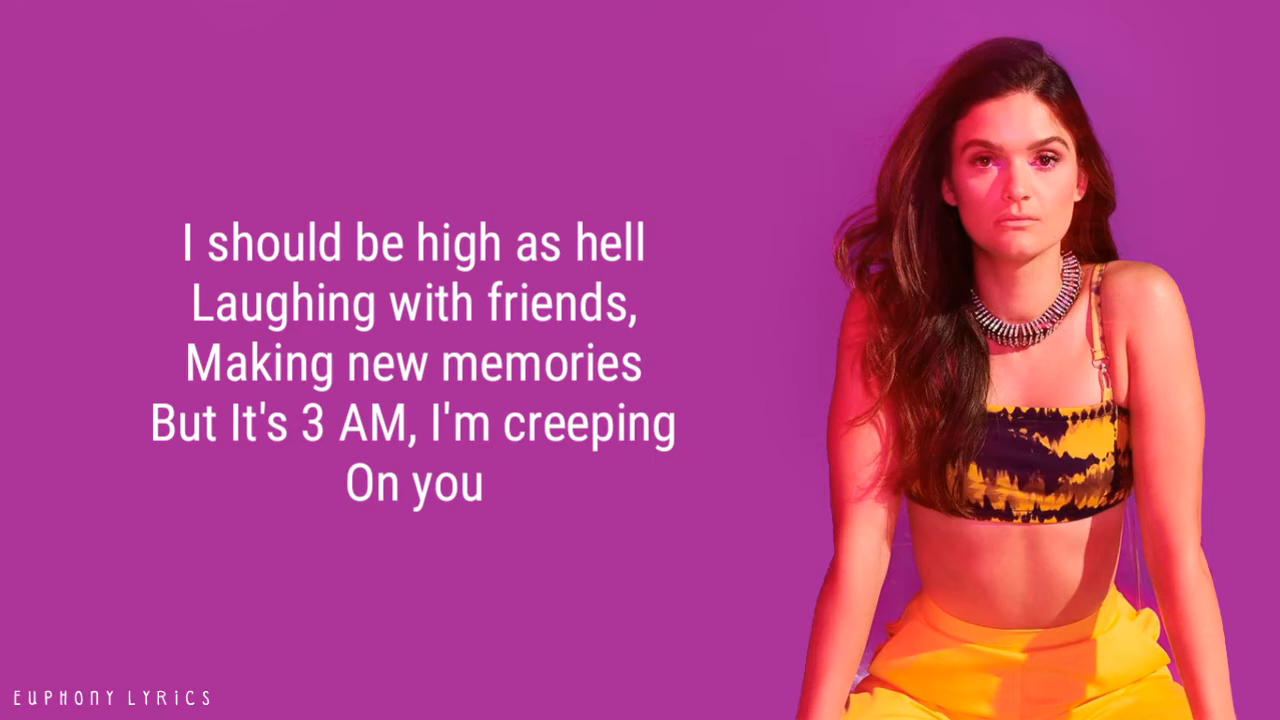 I should be high as hell
Laughing with friends,
Making new memories
But It's 3 AM, I'm creeping
On you
EUPHONY LYRICS